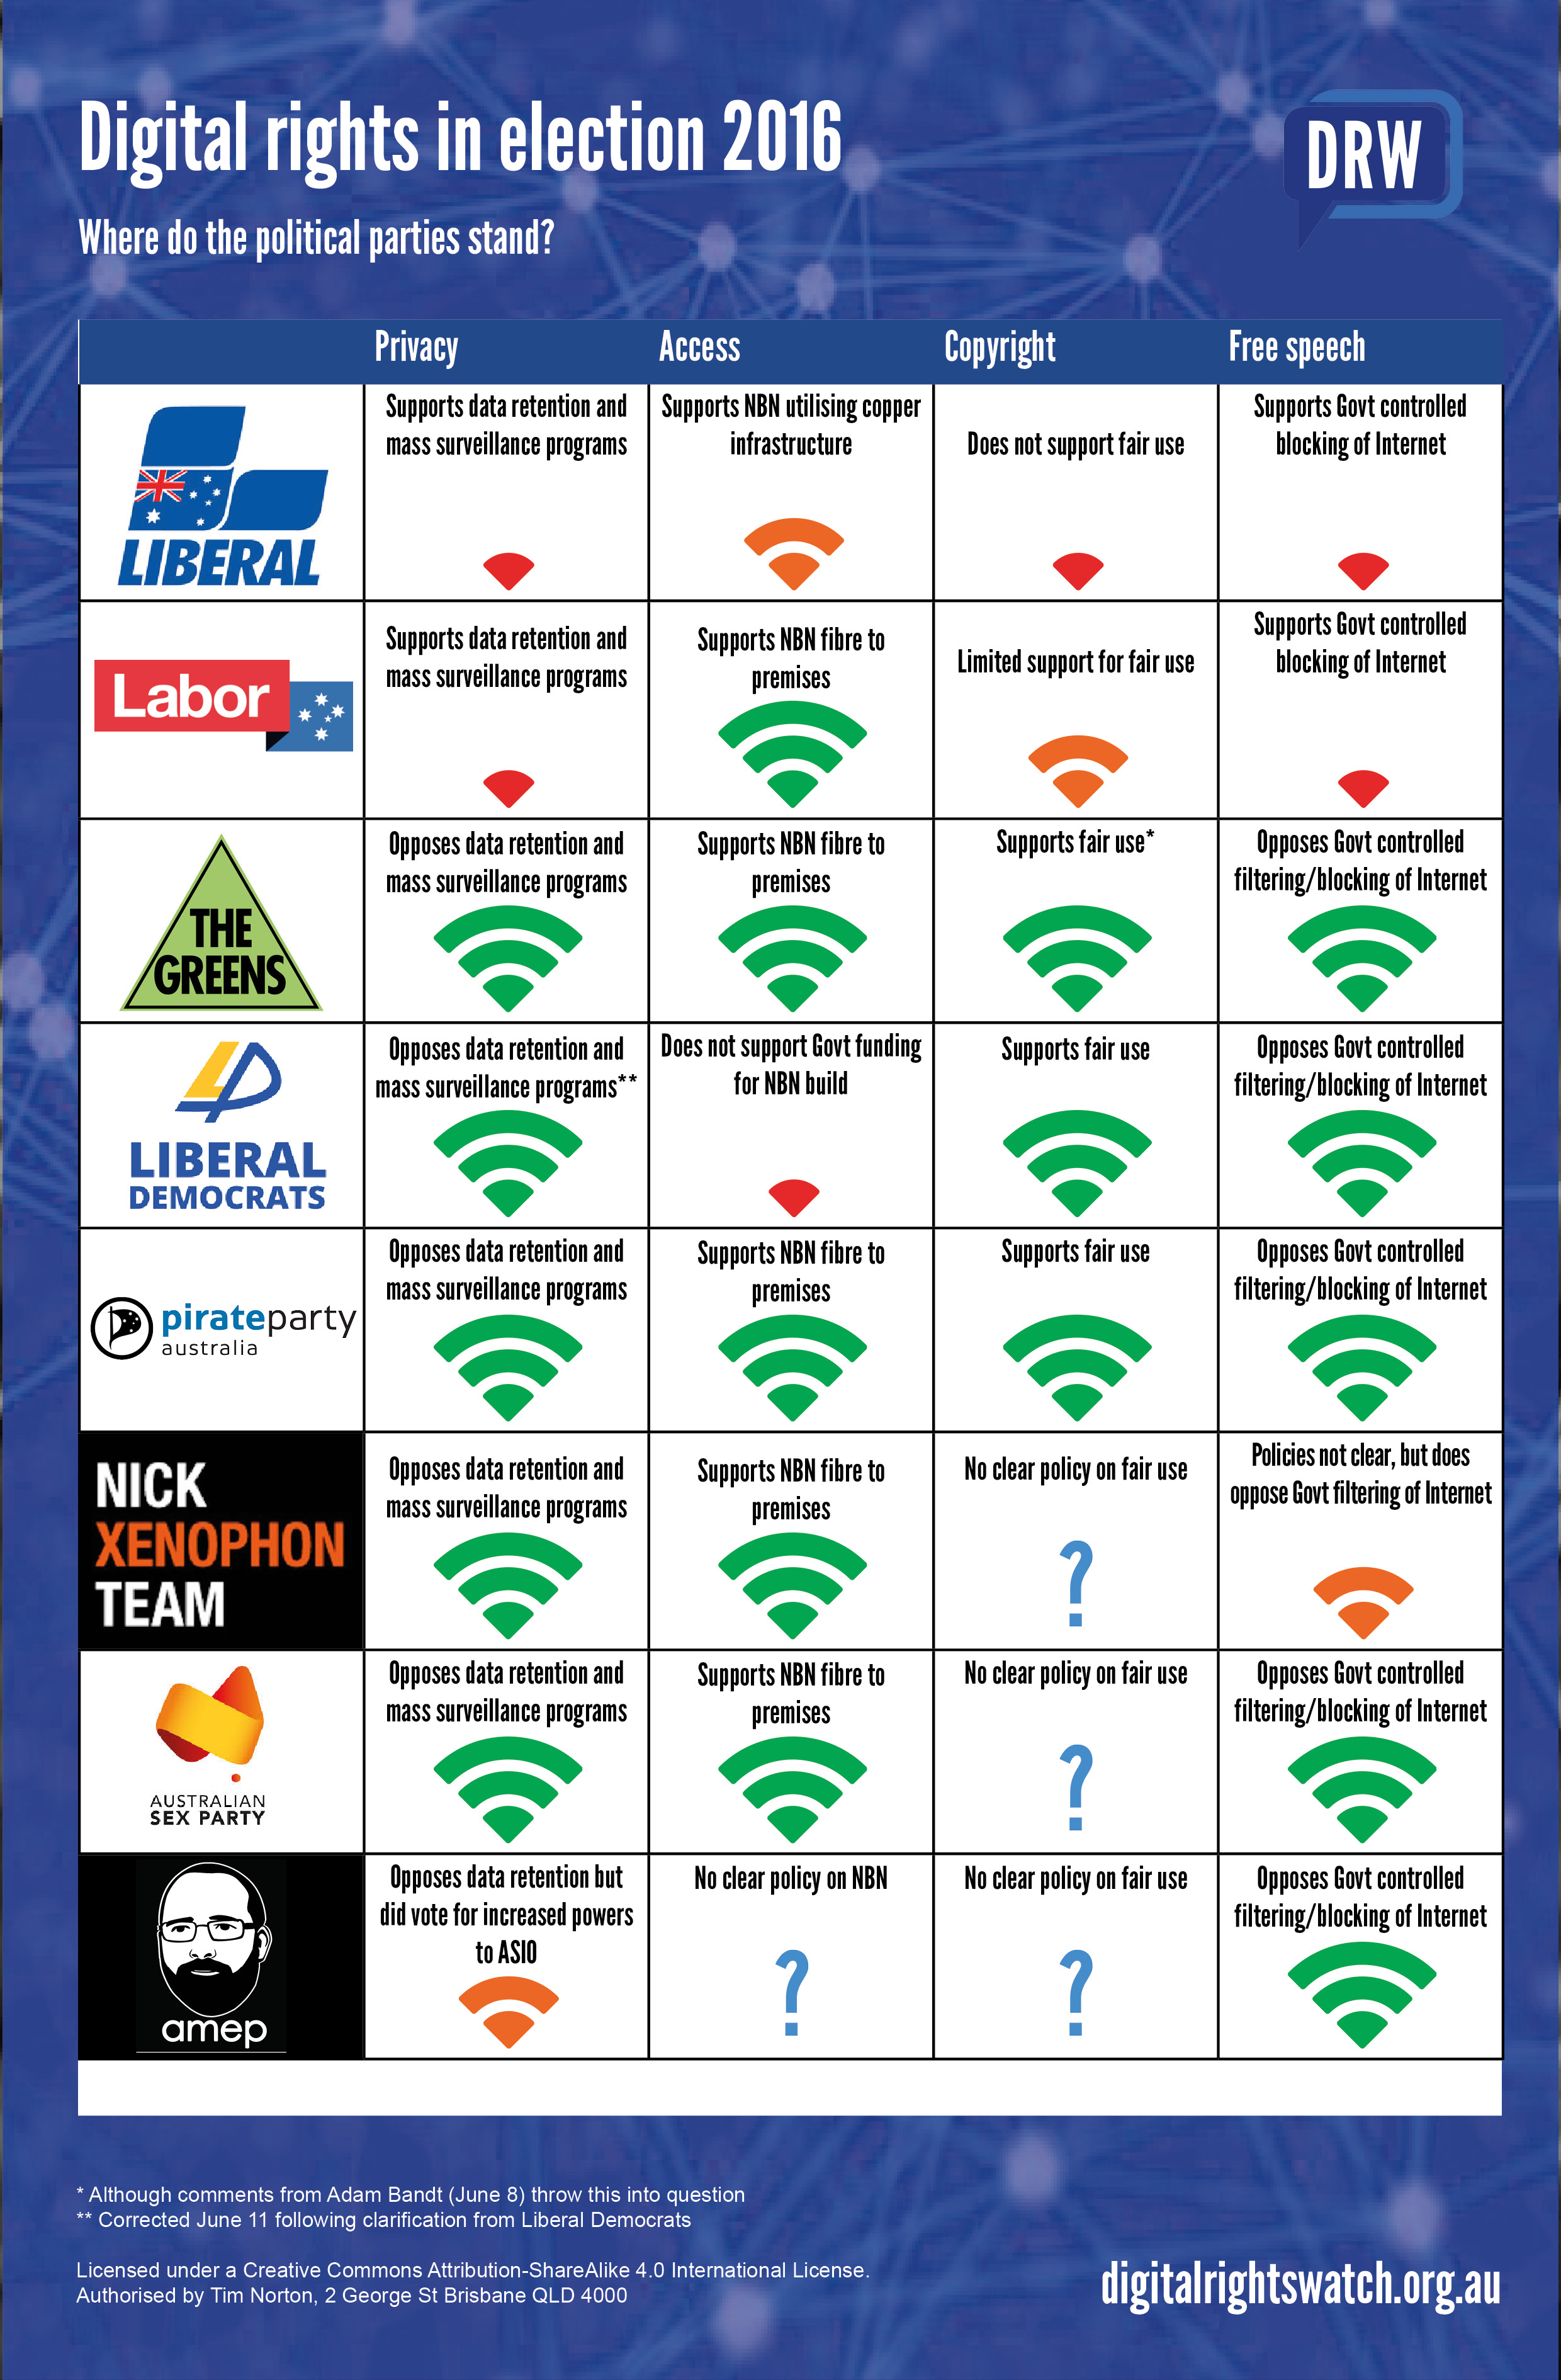 Digital rights in election 2016
DRW
Where do the political parties stand?
Privacy
Access
Copyright
Free speech
LIBERAL
Supports data retention and
mass surveillance programs
Supports NBN utilising copper
infrastructure
Does not support fair use
Supports Govt controlled
blocking of Internet
Labor
Supports data retention and
mass surveillance programs
Supports NBN fibre to
premises
Limited support for fair use
Supports Govt controlled
blocking of Internet
THE
GREENS
Opposes data retention and
mass surveillance programs
Supports NBN fibre to
premises
Supports fair use*
Opposes Govt controlled
filtering/blocking of Internet
LIBERAL
DEMOCRATS
Opposes data retention and
mass surveillance programs**
Does not support Govt funding
for NBN build
Supports fair use
Opposes Govt controlled
filtering/blocking of Internet
pirateparty
australia
Opposes data retention and
mass surveillance programs
Supports NBN fibre to
premises
Supports fair use
Opposes Govt controlled
filtering/blocking of Internet
NICK
XENOPHON
TEAM
Opposes data retention and
mass surveillance programs
Supports NBN fibre to
premises
No clear policy on fair use
?
Policies not clear, but does
oppose Govt filtering of Internet
AUSTRALIAN
SEX PARTY
Opposes data retention and
mass surveillance programs
Supports NBN fibre to
premises
No clear policy on fair use
?
Opposes Govt controlled
filtering/blocking of Internet
amep
Opposes data retention but
did vote for increased powers
to ASIO
No clear policy on NBN
?
No clear policy on fair use
?
Opposes Govt controlled
filtering/blocking of Internet
* Although comments from Adam Bandt (June 8) throw this into question
** Corrected June 11 following clarification from Liberal Democrats
Licensed under a Creative Commons Attribution-ShareAlike 4.0 International License.
Authorised by Tim Norton, 2 George St Brisbane QLD 4000
digitalrightswatch.org.au